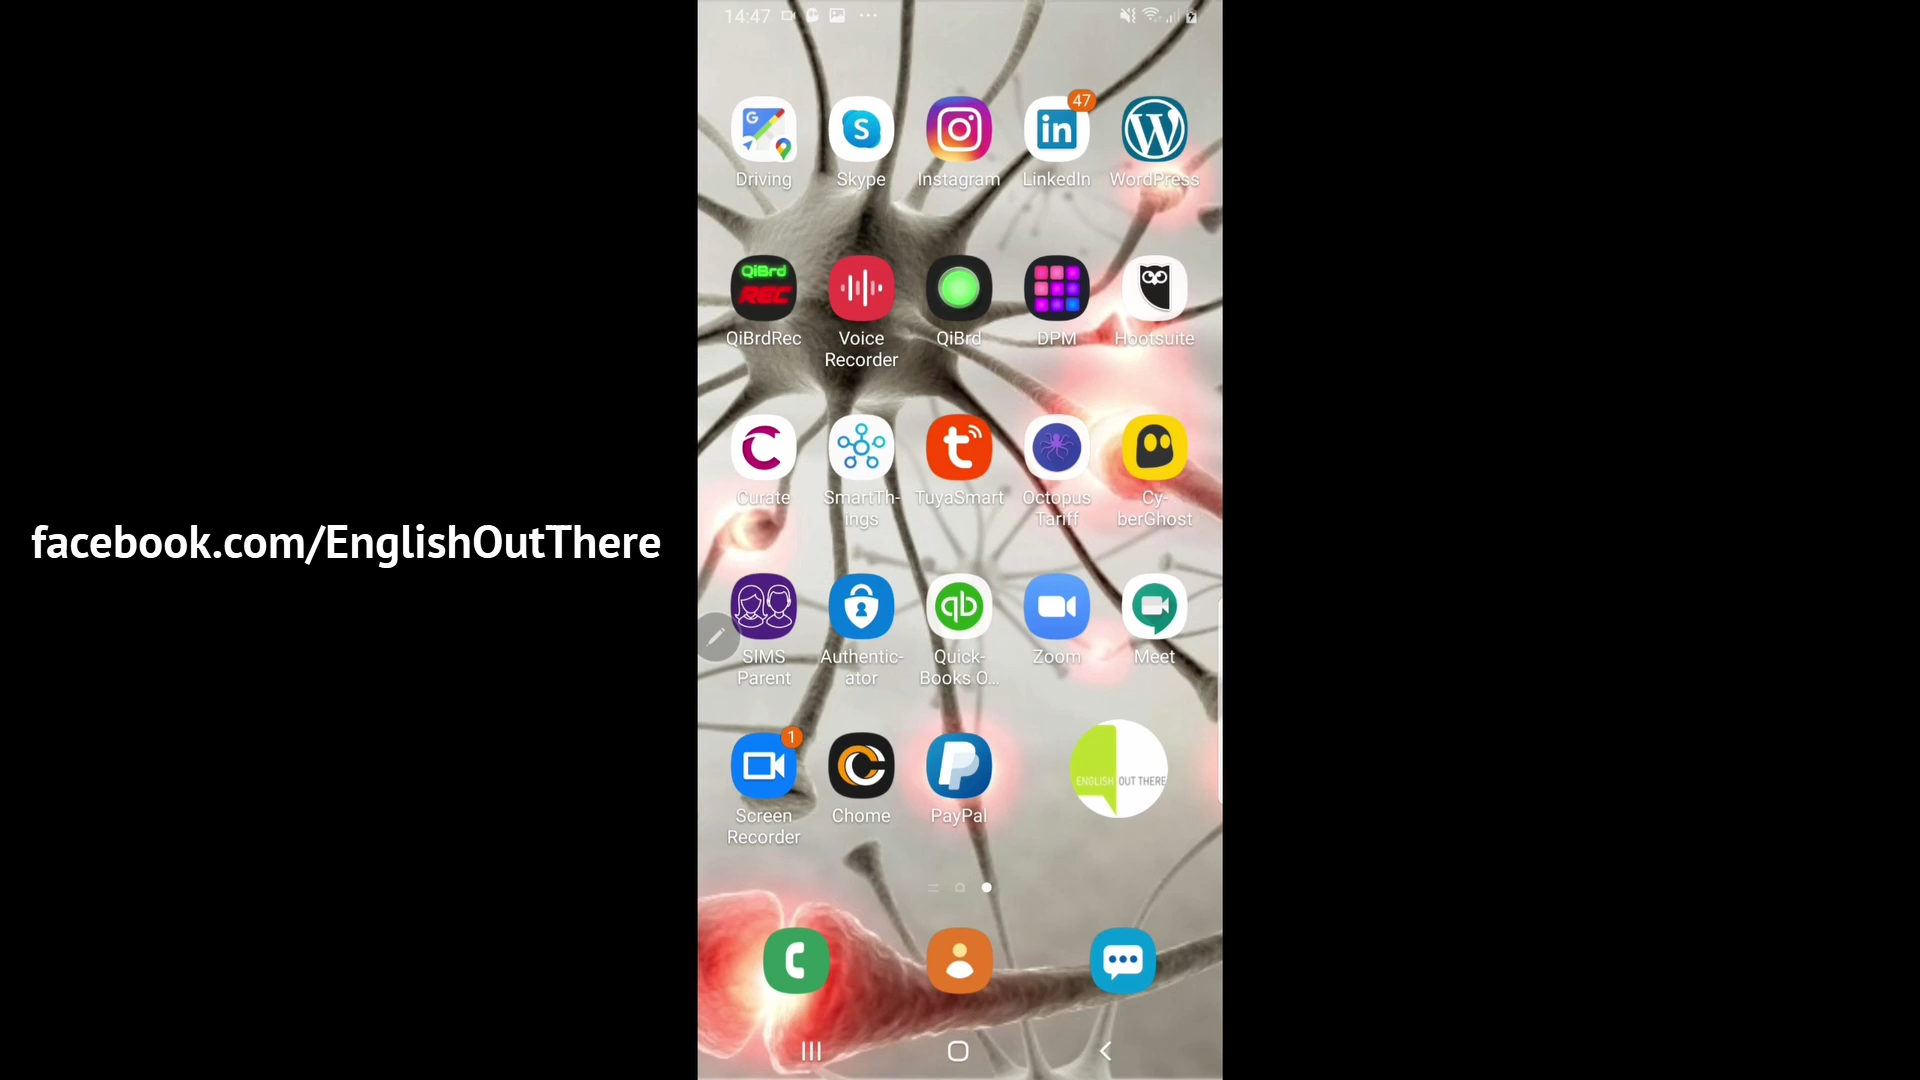 14:47
47
Driving
Skype
Instagram
LinkedIn
WordPress
QiBrd
REC
QiBrdRec
Voice
Recorder
QiBrd
DPM
Hootsuite
Curate
SmartTh-
ings
TuyaSmart
Octopus
Tariff
Cy-
berGhost
facebook.com/EnglishOutThere
SIMS
Parent
Authentic-
ator
Quick-
Books O...
Zoom
Meet
1
ENGLISH OUT THERE
Screen
Recorder
Chome
PayPal